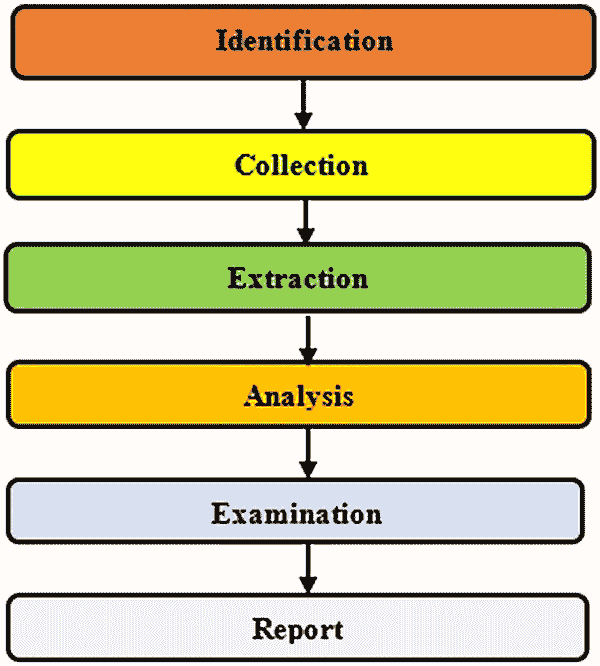 Identification
Collection
Extraction
Analysis
Examination
Report